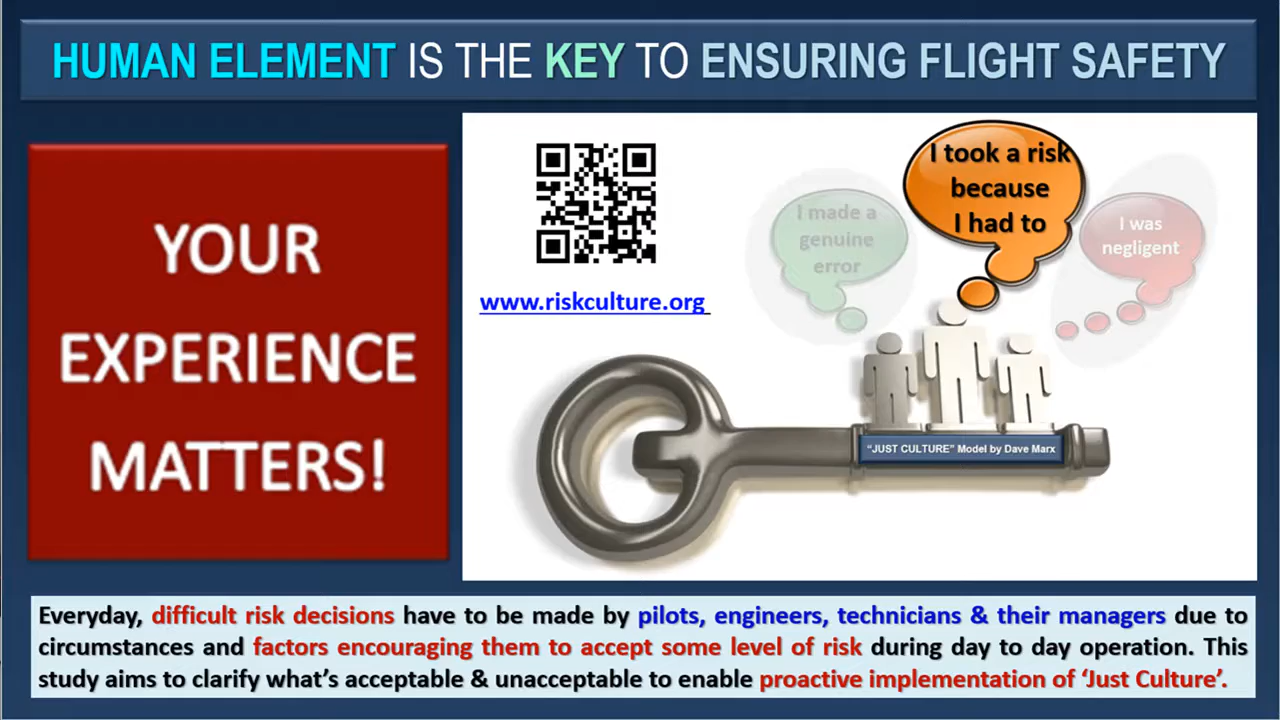 HUMAN ELEMENT IS THE KEY TO ENSURING FLIGHT SAFETY
YOUR
EXPERIENCE
MATTERS!
www.riskculture.org
I made a
genuine
error
I took a risk
because
I had to
I was
negligent
“JUST CULTURE” Model by Dave Marx
Everyday, difficult risk decisions have to be made by pilots, engineers, technicians & their managers due to
circumstances and factors encouraging them to accept some level of risk during day to day operation. This
study aims to clarify what’s acceptable & unacceptable to enable proactive implementation of ‘Just Culture’.